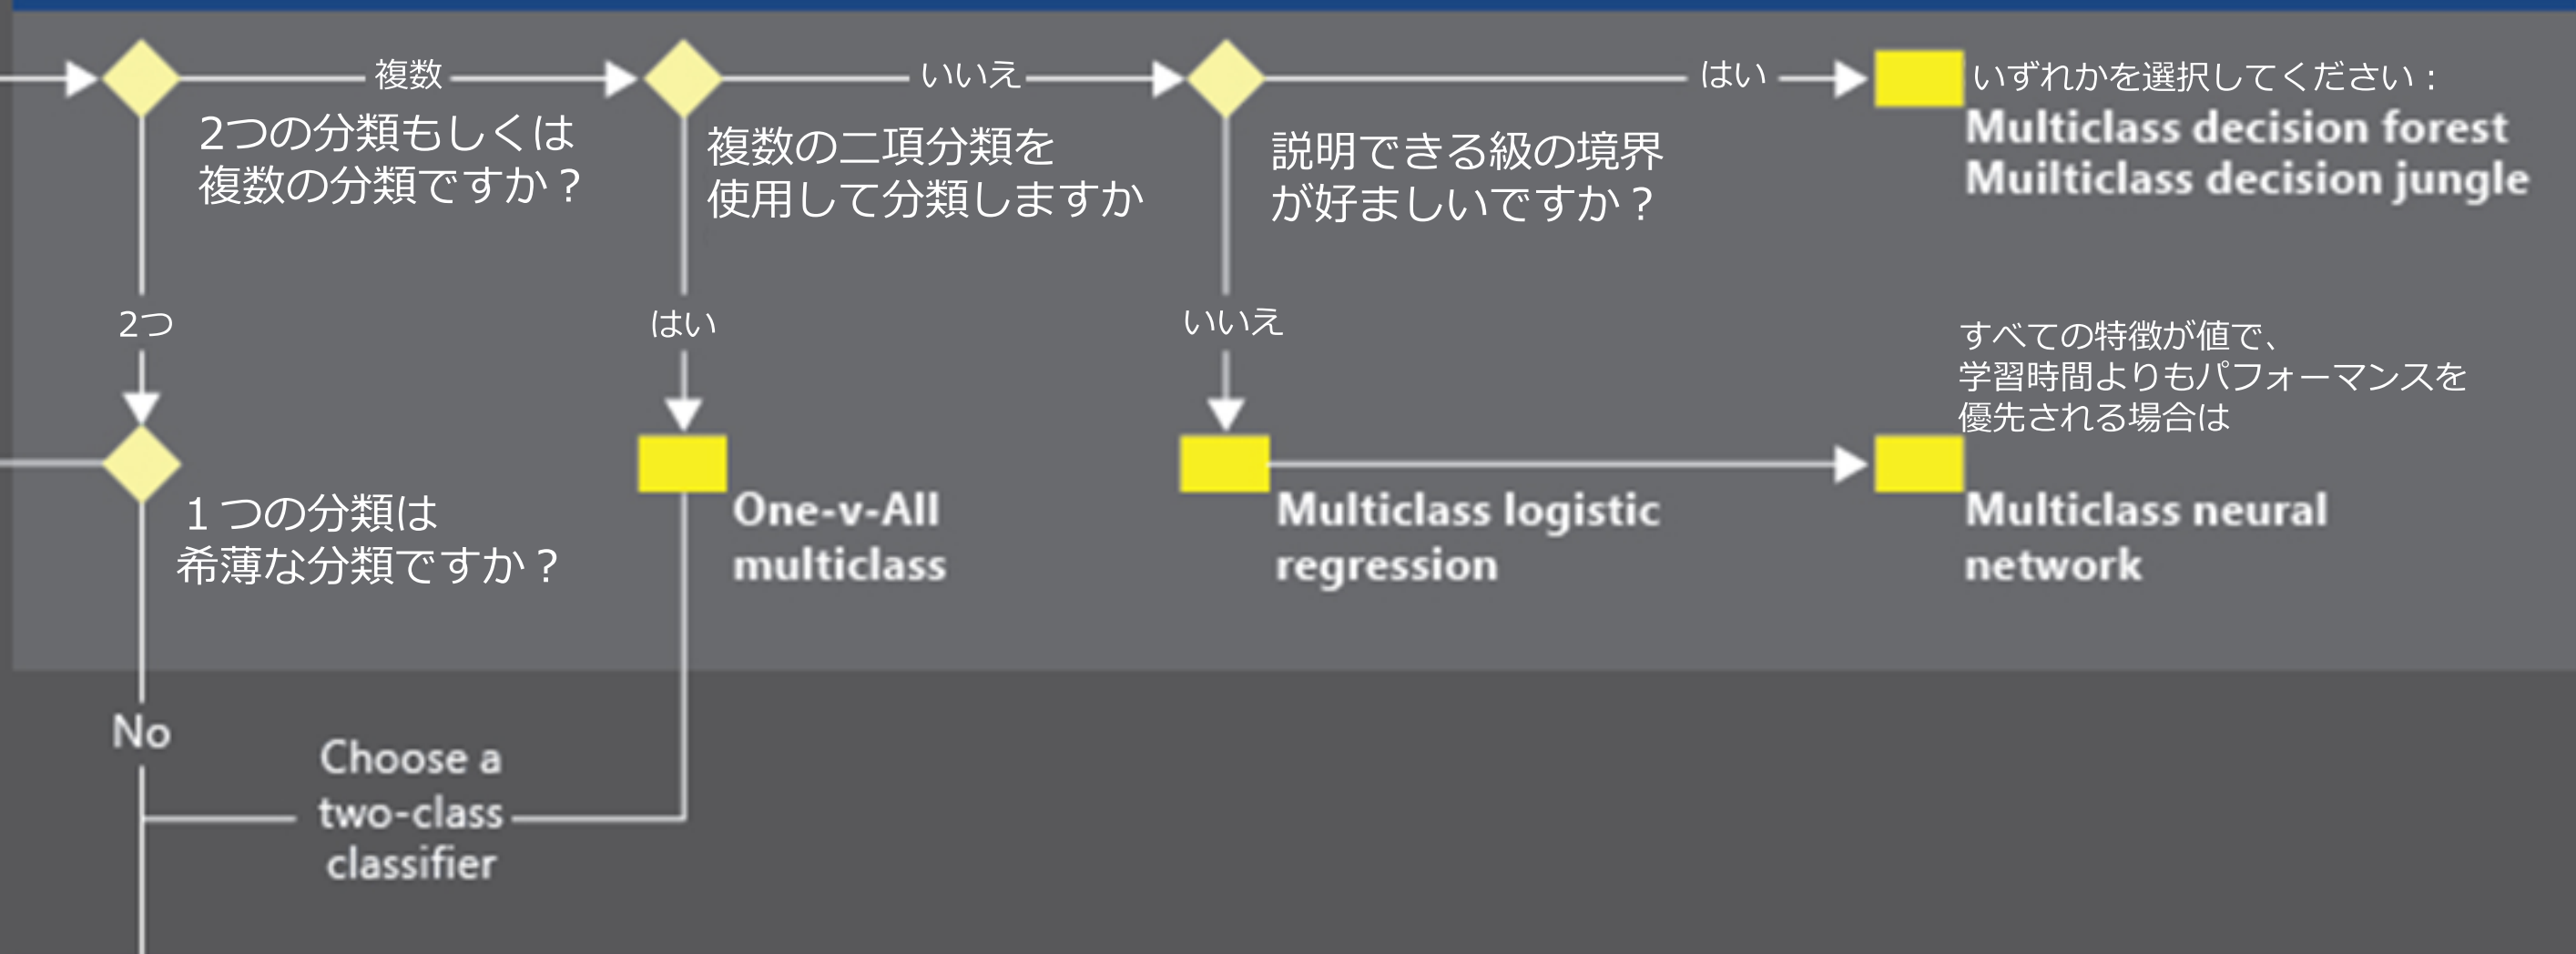 複数
いいえ
はい
いずれかを選択してください：
Multiclass decision forest
Muilticlass decision jungle
2つの分類もしくは
複数の分類ですか？
複数の二項分類を
使用して分類しますか
説明できる級の境界
が好ましいですか？
2つ
はい
いいえ
すべての特徴が値で、
学習時間よりもパフォーマンスを
優先される場合は
１つの分類は
希薄な分類ですか？
One-v-All
multiclass
Multiclass logistic
regression
Multiclass neural
network
No
Choose a
two-class
classifier